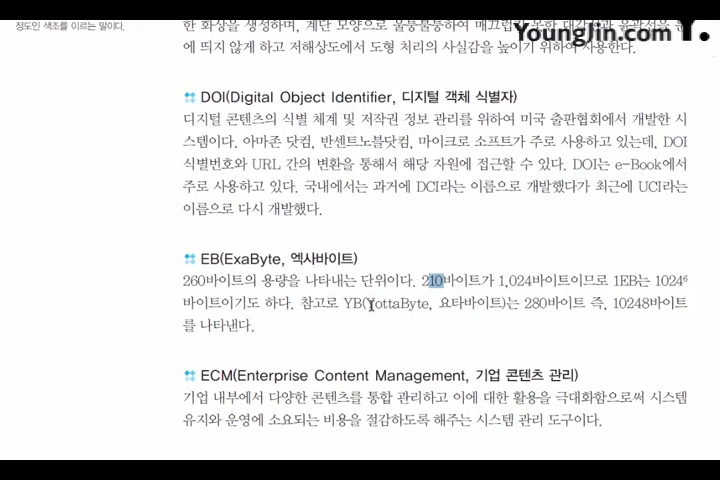 정도인 색조를 이르는 말이다.
YoungJin.com Y.
한 화상을 생성하며, 계단 모양으로 울퉁불퉁하여 매끄럽지 못한
에 띄지 않게 하고 저해상도에서 도형 처리의 사실감을 높이기 위하여 사용한다.
DOI(Digital Object Identifier, 디지털 객체 식별자)
디지털 콘텐츠의 식별 체계 및 저작권 정보 관리를 위하여 미국 출판협회에서 개발한 시
스템이다. 아마존 닷컴, 반센트노블닷컴, 마이크로 소프트가 주로 사용하고 있는데, DOI
식별번호와 URL 간의 변환을 통해서 해당 자원에 접근할 수 있다. DOI는 e-Book에서
주로 사용하고 있다. 국내에서는 과거에 DCI라는 이름으로 개발했다가 최근에 UCI라는
이름으로 다시 개발했다.
EB(ExaByte, 엑사바이트)
260바이트의 용량을 나타내는 단위이다. 210바이트가 1,024바이트이므로 1EB는 1024⁶
바이트이기도 하다. 참고로 YB(YottaByte, 요타바이트)는 280바이트 즉, 10248바이트
를 나타낸다.
ECM(Enterprise Content Management, 기업 콘텐츠 관리)
기업 내부에서 다양한 콘텐츠를 통합 관리하고 이에 대한 활용을 극대화함으로써 시스템
유지와 운영에 소요되는 비용을 절감하도록 해주는 시스템 관리 도구이다.